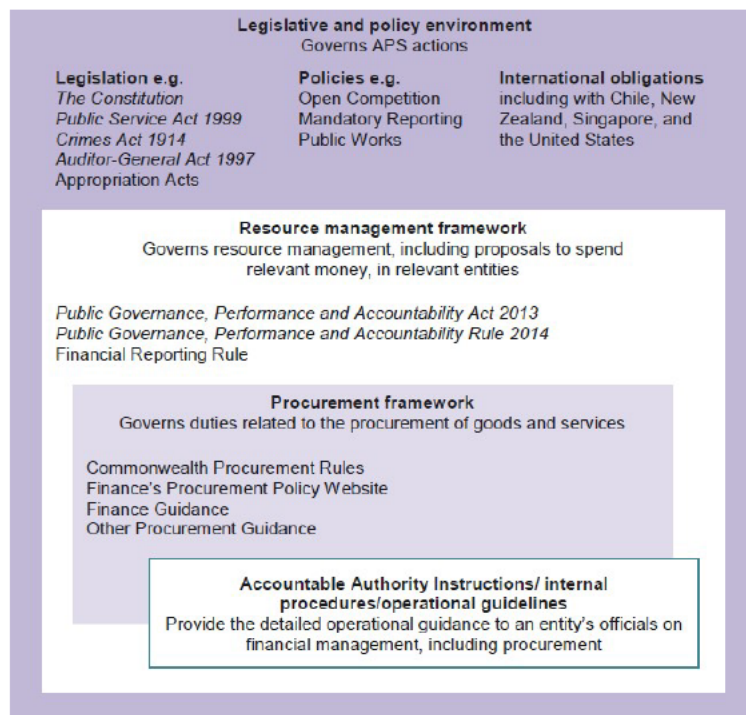 Legislative and policy environment
Governs APS actions
Legislation e.g.
The Constitution
Public Service Act 1999
Crimes Act 1914
Auditor-General Act 1997
Appropriation Acts
Policies e.g.
Open Competition
Mandatory Reporting
Public Works
International obligations
including with Chile, New
Zealand, Singapore, and
the United States
Resource management framework
Governs resource management, including proposals to spend
relevant money, in relevant entities
Public Governance, Performance and Accountability Act 2013
Public Governance, Performance and Accountability Rule 2014
Financial Reporting Rule
Procurement framework
Governs duties related to the procurement of goods and services
Commonwealth Procurement Rules
Finance's Procurement Policy Website
Finance Guidance
Other Procurement Guidance
Accountable Authority Instructions/ internal
procedures/operational guidelines
Provide the detailed operational guidance to an entity's officials on
financial management, including procurement